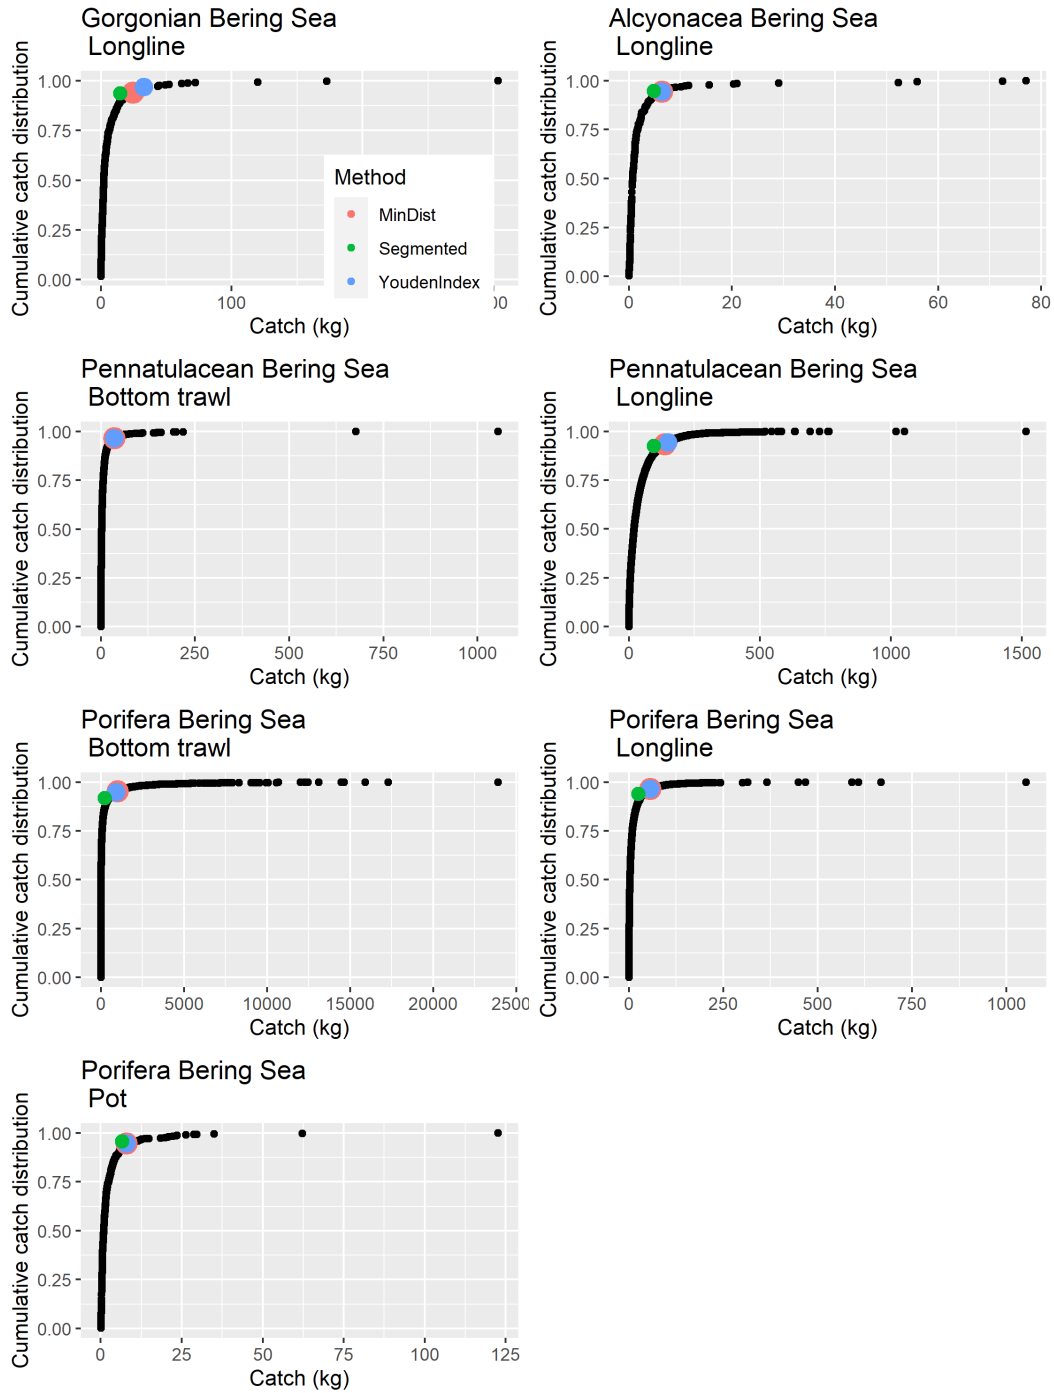 Gorgonian Bering Sea
Longline
Cumulative catch distribution
1.00
0.75
0.50
0.25
0.00
Method
MinDist
Segmented
YoudenIndex
0
100
00
Catch (kg)
Alcyonacea Bering Sea
Longline
Cumulative catch distribution
1.00
0.75
0.50
0.25
0.00
0
20
40
60
80
Catch (kg)
Pennatulacean Bering Sea
Bottom trawl
Cumulative catch distribution
1.00
0.75
0.50
0.25
0.00
0
250
500
750
1000
Catch (kg)
Pennatulacean Bering Sea
Longline
Cumulative catch distribution
1.00
0.75
0.50
0.25
0.00
0
500
1000
1500
Catch (kg)
Porifera Bering Sea
Bottom trawl
Cumulative catch distribution
1.00
0.75
0.50
0.25
0.00
0
5000
10000
15000
20000
2500
Catch (kg)
Porifera Bering Sea
Longline
Cumulative catch distribution
1.00
0.75
0.50
0.25
0.00
0
250
500
750
1000
Catch (kg)
Porifera Bering Sea
Pot
Cumulative catch distribution
1.00
0.75
0.50
0.25
0.00
0
25
50
75
100
125
Catch (kg)